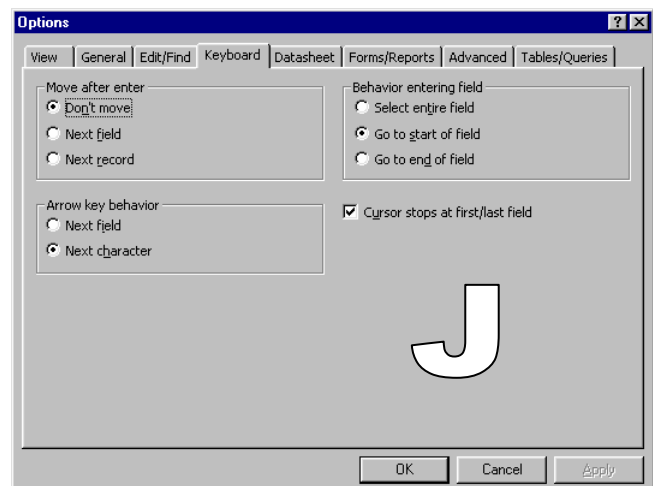 Options
View General Edit/Find Keyboard Datasheet Forms/Reports Advanced Tables/Queries
Move after enter
Don't move
Next field
Next record
Behavior entering field
Select entire field
Go to start of field
Go to end of field
Arrow key behavior
Next field
Next character
Cursor stops at first/last field
J
OK Cancel Apply